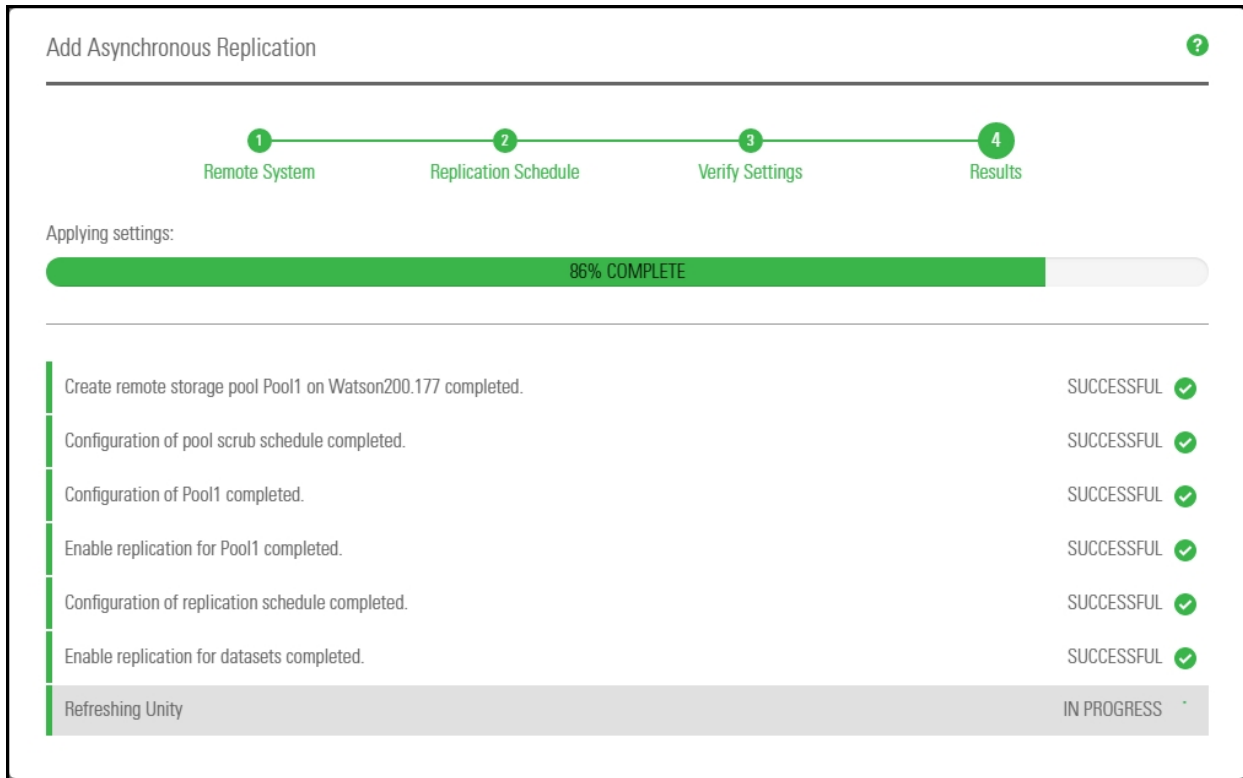 Add Asynchronous Replication
?
1 2 3 4
Remote System Replication Schedule Verify Settings Results
Applying settings:
86% COMPLETE
Create remote storage pool Pool1 on Watson200.177 completed. SUCCESSFUL
Configuration of pool scrub schedule completed. SUCCESSFUL
Configuration of Pool1 completed. SUCCESSFUL
Enable replication for Pool1 completed. SUCCESSFUL
Configuration of replication schedule completed. SUCCESSFUL
Enable replication for datasets completed. SUCCESSFUL
Refreshing Unity IN PROGRESS